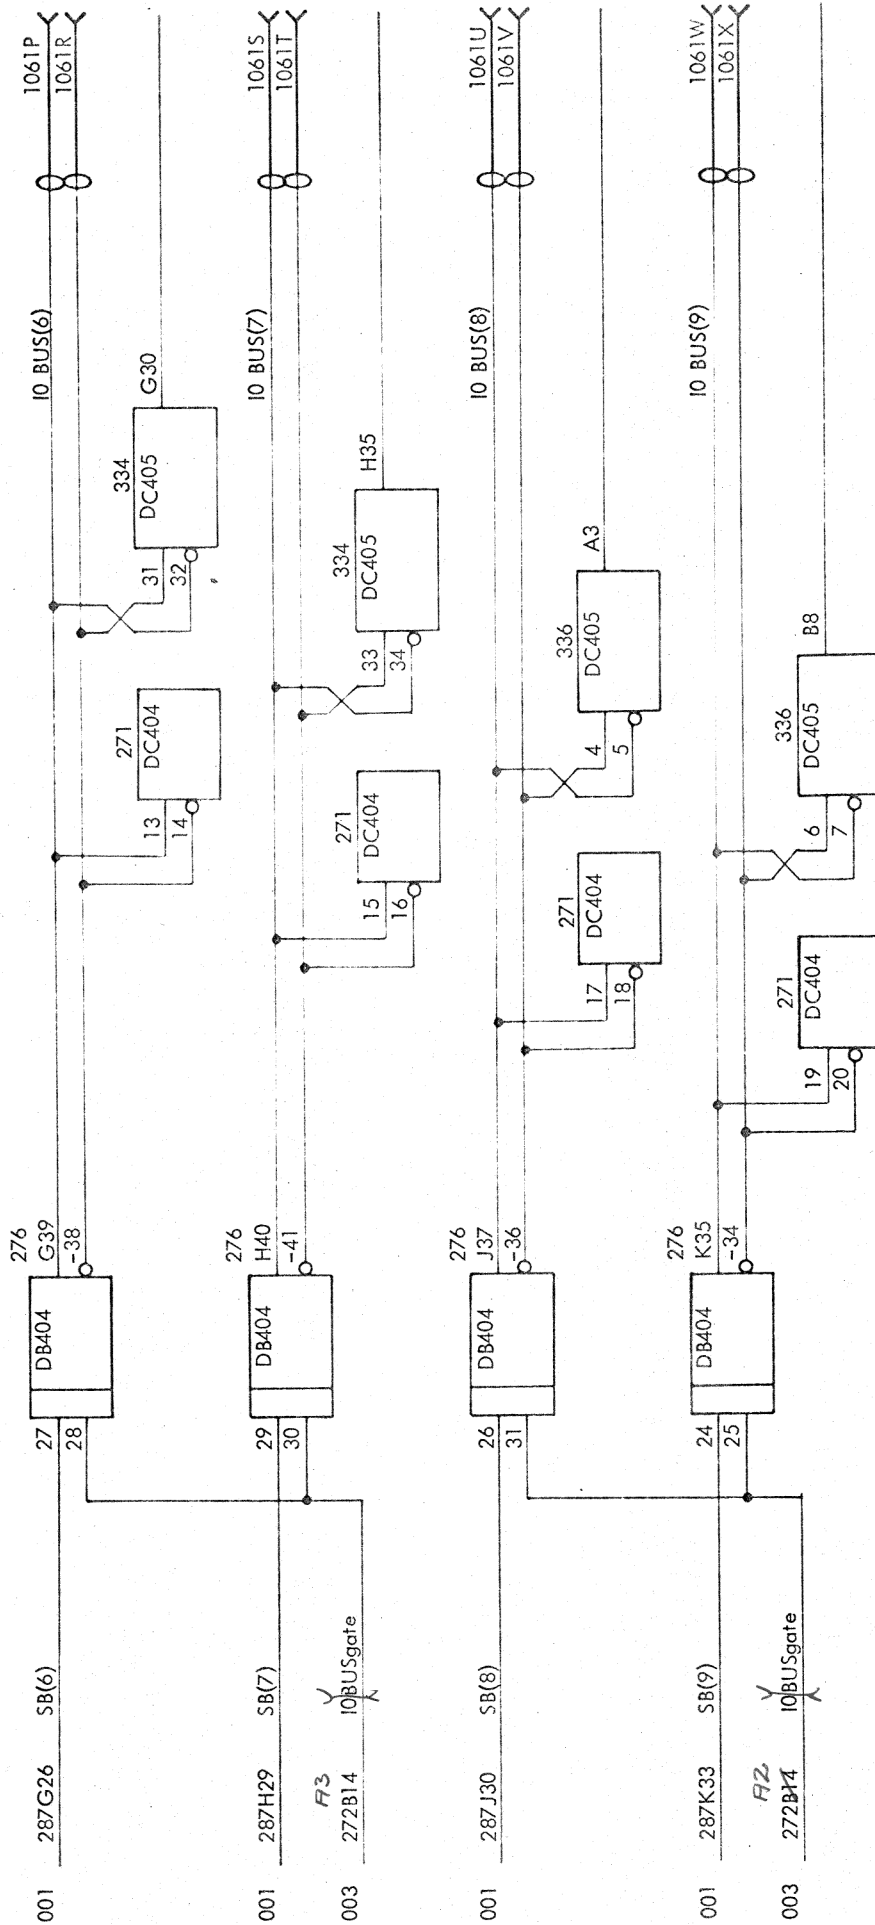 001 287G26 SB(6) 27 28 DB404 276 G39 -38 13 14 271 DC404 31 32 334 DC405 G30 IO BUS(6) 1061P 1061R
001 287H29 SB(7) 29 30 DB404 276 H40 -41 15 16 271 DC404 33 34 334 DC405 H35 IO BUS(7) 1061S 1061T
A3
003 272B14 IOBUSgate
001 287J30 SB(8) 26 31 DB404 276 J37 -36 17 18 271 DC404 4 5 336 DC405 A3 IO BUS(8) 1061U 1061V
001 287K33 SB(9) 24 25 DB404 276 K35 -34 19 20 271 DC404 6 7 336 DC405 B8 IO BUS(9) 1061W 1061X
A2
003 272B14 IOBUSgate